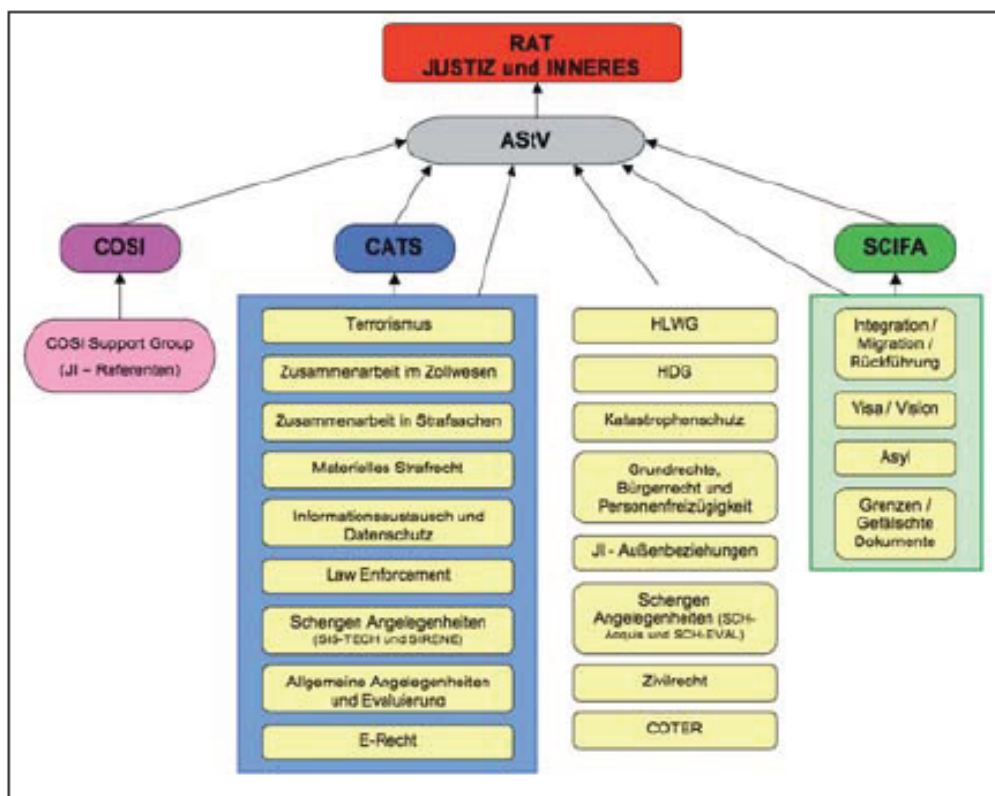 RAT
JUSTIZ und INNERES
AStV
COSI
CATS
SCIFA
COSI Support Group
(JI – Referenten)
Terrorismus
Zusammenarbeit im Zollwesen
Zusammenarbeit in Strafsachen
Materielles Strafrecht
Informationsaustausch und
Datenschutz
Law Enforcement
Schengen Angelegenheiten
(SIS-TECH und SIRENE)
Allgemeine Angelegenheiten
und Evaluierung
E-Recht
HLWG
HDG
Katastrophenschutz
Grundrechte,
Bürgerrecht und
Personenfreizügigkeit
JI - Außenbeziehungen
Schengen
Angelegenheiten (SCH-
Acquis und SCH-EVAL)
Zivilrecht
COTER
Integration /
Migration /
Rückführung
Visa / Vision
Asyl
Grenzen /
Gefälschte
Dokumente